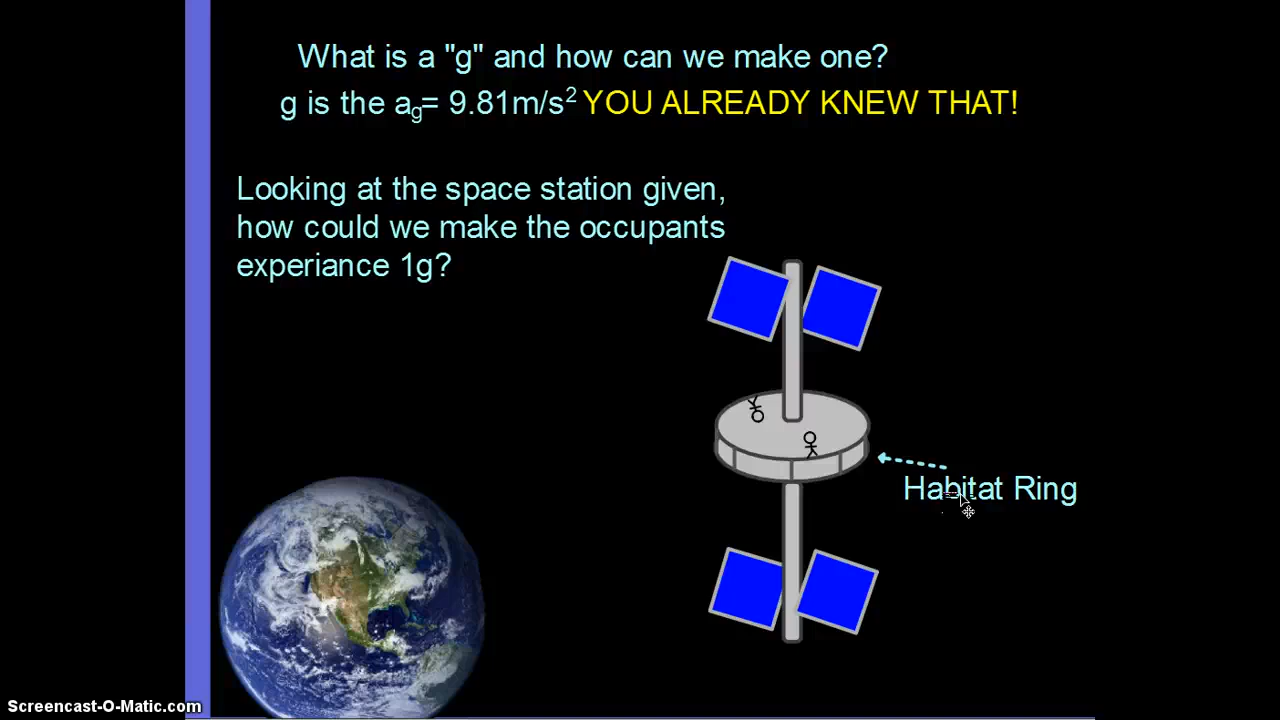 What is a "g" and how can we make one?
g is the ag= 9.81m/s² YOU ALREADY KNEW THAT!
Looking at the space station given,
how could we make the occupants
experiance 1g?
Habitat Ring
Screencast-O-Matic.com